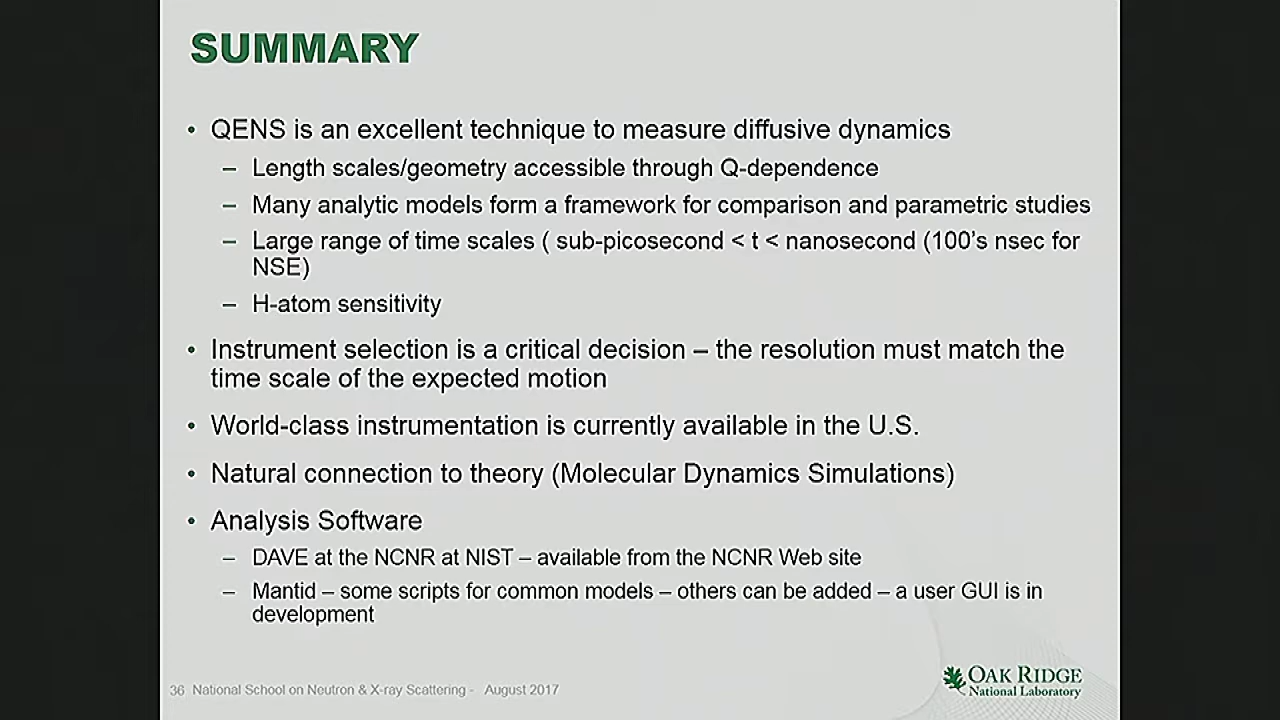 SUMMARY
• QENS is an excellent technique to measure diffusive dynamics
– Length scales/geometry accessible through Q-dependence
– Many analytic models form a framework for comparison and parametric studies
– Large range of time scales ( sub-picosecond < t < nanosecond (100's nsec for
NSE)
– H-atom sensitivity
• Instrument selection is a critical decision – the resolution must match the
time scale of the expected motion
• World-class instrumentation is currently available in the U.S.
• Natural connection to theory (Molecular Dynamics Simulations)
• Analysis Software
– DAVE at the NCNR at NIST – available from the NCNR Web site
– Mantid – some scripts for common models – others can be added – a user GUI is in
development
36 National School on Neutron & X-ray Scattering - August 2017
OAK RIDGE
National Laboratory